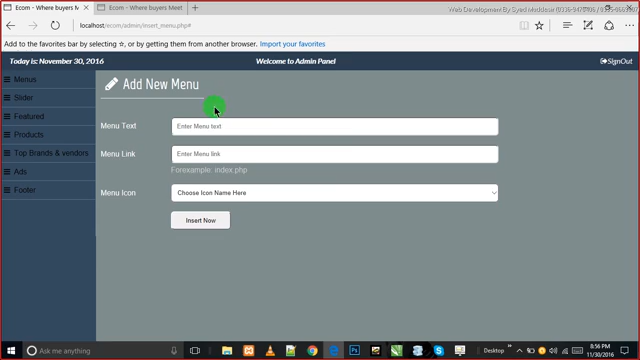 Ecom - Where buyers M
Ecom - Where buyers Meet
Web Development By Syed Moddasir
localhost/ecom/admin/insert_menu.php#
Add to the favorites bar by selecting ☆, or by getting them from another browser. Import your favorites
Today is: November 30, 2016
Welcome to Admin Panel
SignOut
Menus
Slider
Featured
Products
Top Brands & vendors
Ads
Footer
Add New Menu
Menu Text
Enter Menu text
Menu Link
Enter Menu link
Forexample. index.php
Menu Icon
Choose Icon Name Here
Insert Now
Ask me anything
Desktop
8:56 PM
11/30/2016